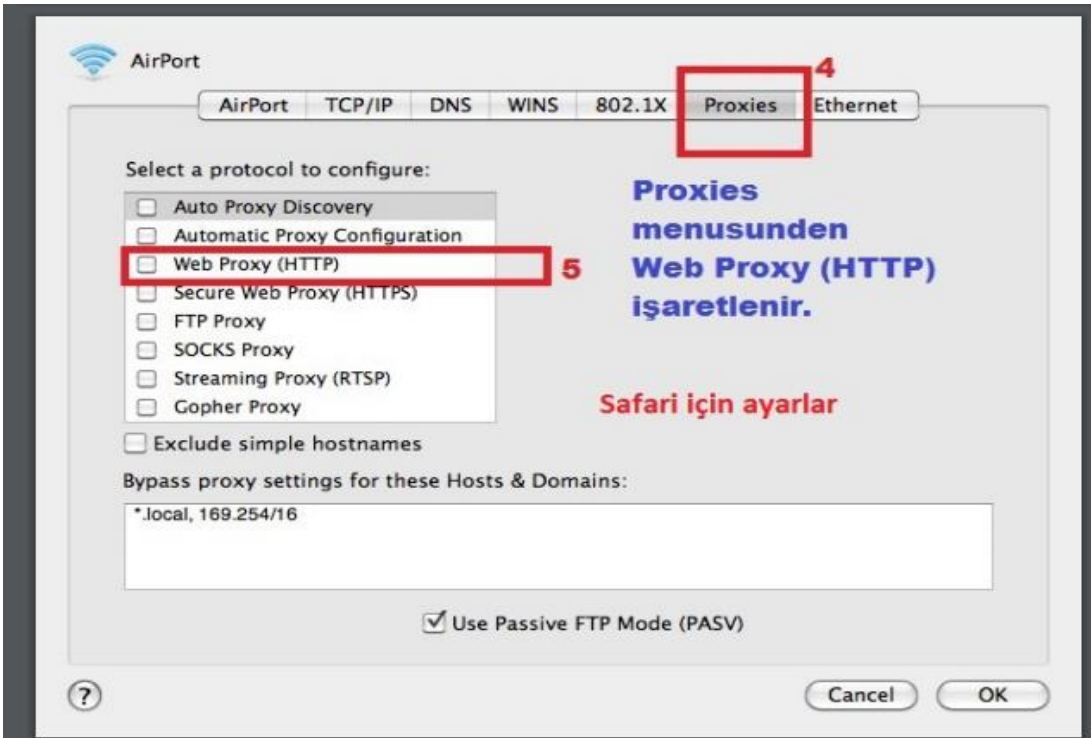 AirPort
4
AirPort TCP/IP DNS WINS 802.1X Proxies Ethernet
Select a protocol to configure:
Auto Proxy Discovery
Automatic Proxy Configuration
Web Proxy (HTTP)
5
Secure Web Proxy (HTTPS)
FTP Proxy
SOCKS Proxy
Streaming Proxy (RTSP)
Gopher Proxy
Proxies
menusunden
Web Proxy (HTTP)
işaretlenir.
Safari için ayarlar
Exclude simple hostnames
Bypass proxy settings for these Hosts & Domains:
*.local, 169.254/16
Use Passive FTP Mode (PASV)
?
Cancel OK